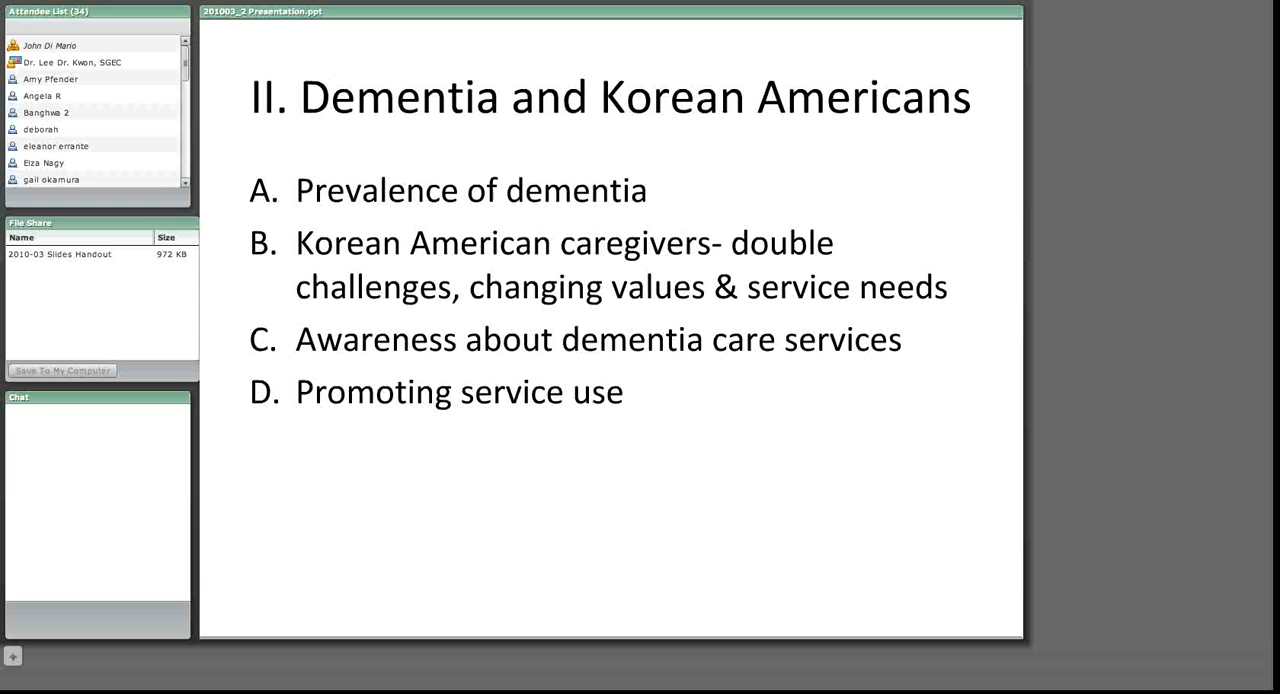 Attendee List (34)
John Di Mario
Dr. Lee Dr. Kwon, SGEC
Amy Pfender
Angela R
Banghwa 2
deborah
eleanor errante
Elza Nagy
gail okamura
File Share
Name Size
2010-03 Slides Handout 972 KB
Save To My Computer
Chat
201003_2 Presentation.ppt
II. Dementia and Korean Americans
A. Prevalence of dementia
B. Korean American caregivers- double
challenges, changing values & service needs
C. Awareness about dementia care services
D. Promoting service use